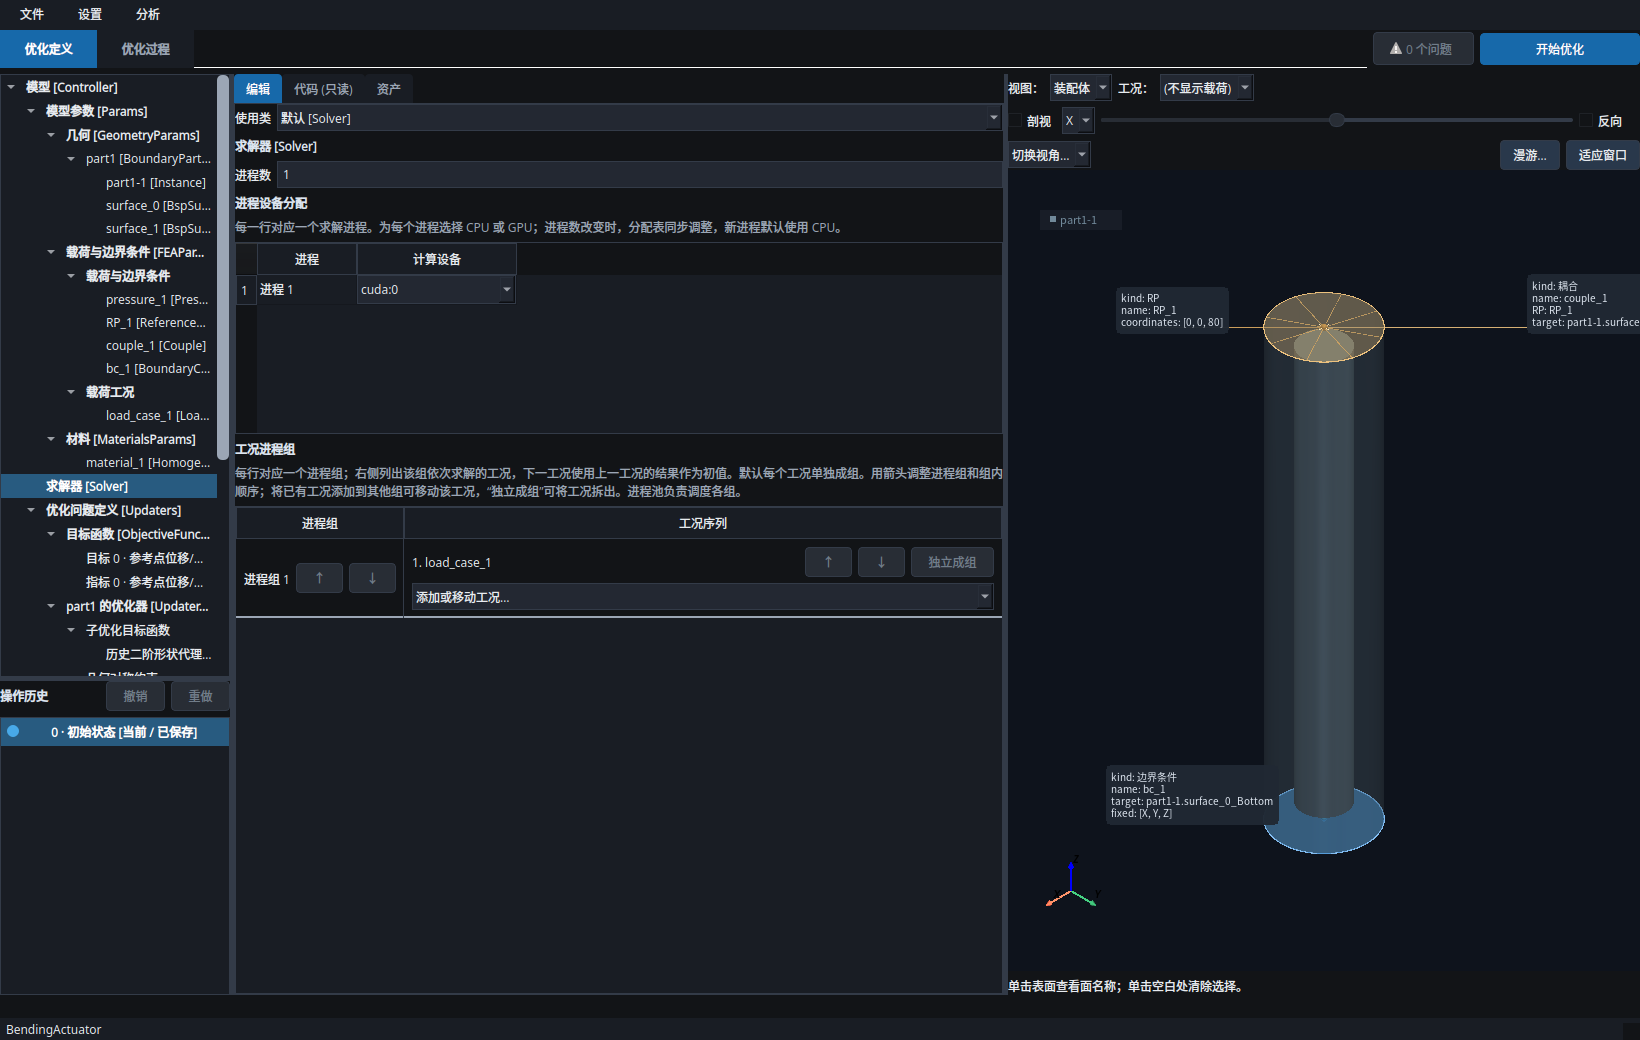 文件 设置 分析
优化定义 优化过程 0 个问题 开始优化
模型 [Controller]
模型参数 [Params]
几何 [GeometryParams]
part1 [BoundaryPart...
part1-1 [Instance]
surface_0 [BspSu...
surface_1 [BspSu...
载荷与边界条件 [FEAPar...
载荷与边界条件
pressure_1 [Pres...
RP_1 [Reference...
couple_1 [Couple]
bc_1 [BoundaryC...
载荷工况
load_case_1 [Loa...
材料 [MaterialsParams]
material_1 [Homoge...
求解器 [Solver]
优化问题定义 [Updaters]
目标函数 [ObjectiveFunc...
目标 0 · 参考点位移/...
指标 0 · 参考点位移/...
part1 的优化器 [Updater...
子优化目标函数
历史二阶形状代理...
操作历史 撤销 重做
0 · 初始状态 [当前 / 已保存]
编辑 代码 (只读) 资产
使用类 默认 [Solver]
求解器 [Solver]
进程数 1
进程设备分配
每一行对应一个求解进程。为每个进程选择 CPU 或 GPU；进程数改变时，分配表同步调整，新进程默认使用 CPU。
进程 计算设备
1 进程 1 cuda:0
工况进程组
每行对应一个进程组；右侧列出该组依次求解的工况，下一工况使用上一工况的结果作为初值。默认每个工况单独成组。用箭头调整进程组和组内
顺序；将已有工况添加到其他组可移动该工况，“独立成组”可将工况拆出。进程池负责调度各组。
进程组 工况序列
进程组 1 ↑ ↓
1. load_case_1 ↑ ↓ 独立成组
添加或移动工况...
视图： 装配体 工况： (不显示载荷)
剖视 X 反向
切换视角... 漫游... 适应窗口
part1-1
kind: RP
name: RP_1
coordinates: [0, 0, 80]
kind: 耦合
name: couple_1
RP: RP_1
target: part1-1.surface
kind: 边界条件
name: bc_1
target: part1-1.surface_0_Bottom
fixed: [X, Y, Z]
Z
Y
单击表面查看面名称；单击空白处清除选择。
BendingActuator